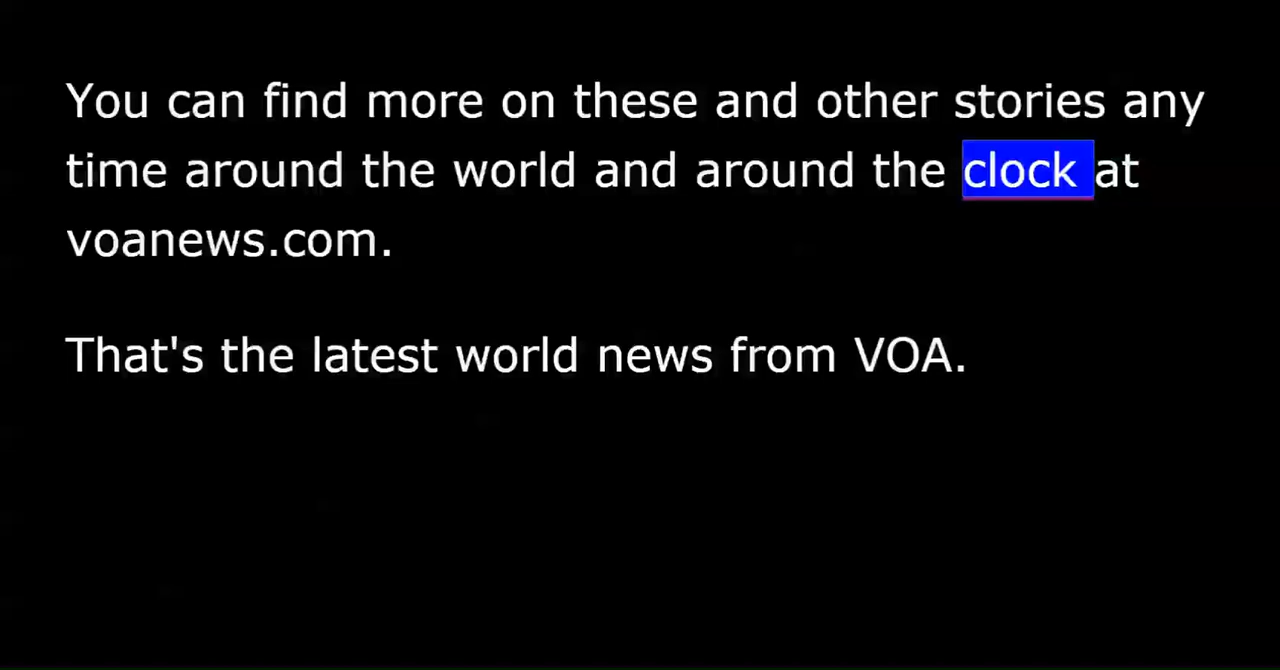 You can find more on these and other stories any
time around the world and around the clock at
voanews.com.
That's the latest world news from VOA.